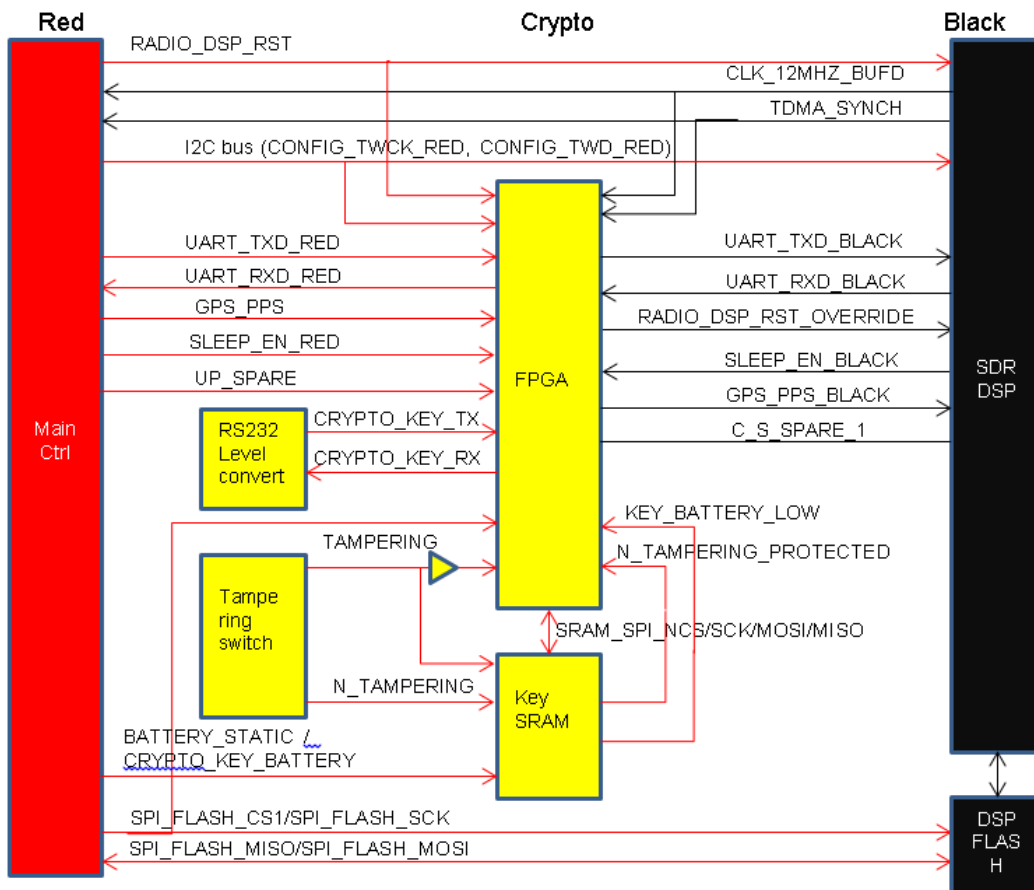 Red Crypto Black
RADIO_DSP_RST
CLK_12MHZ_BUFD
TDMA_SYNCH
I2C bus (CONFIG_TWCK_RED, CONFIG_TWD_RED)
UART_TXD_RED
UART_TXD_BLACK
UART_RXD_RED
UART_RXD_BLACK
GPS_PPS
RADIO_DSP_RST_OVERRIDE
SLEEP_EN_RED
SLEEP_EN_BLACK
FPGA
SDR
DSP
UP_SPARE
GPS_PPS_BLACK
Main
Ctrl
RS232
Level
convert
CRYPTO_KEY_TX
C_S_SPARE_1
CRYPTO_KEY_RX
KEY_BATTERY_LOW
TAMPERING
N_TAMPERING_PROTECTED
Tampe
ring
switch
SRAM_SPI_NCS/SCK/MOSI/MISO
N_TAMPERING
Key
SRAM
BATTERY_STATIC /
CRYPTO_KEY_BATTERY
SPI_FLASH_CS1/SPI_FLASH_SCK
DSP
FLAS
H
SPI_FLASH_MISO/SPI_FLASH_MOSI